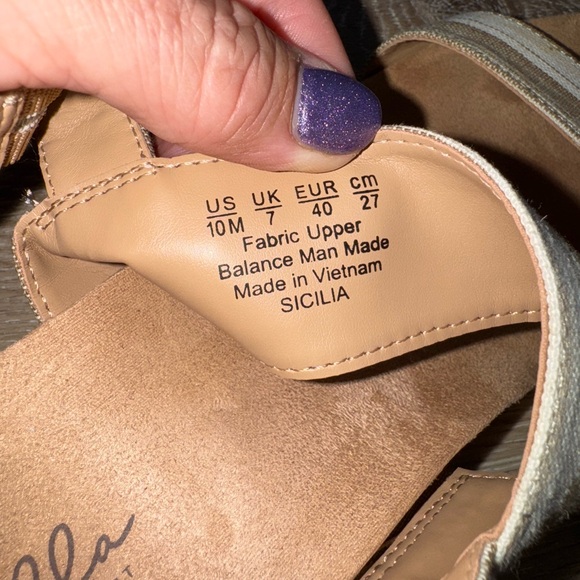 US UK EUR cm
10M 7 40 27
Fabric Upper
Balance Man Made
Made in Vietnam
SICILIA